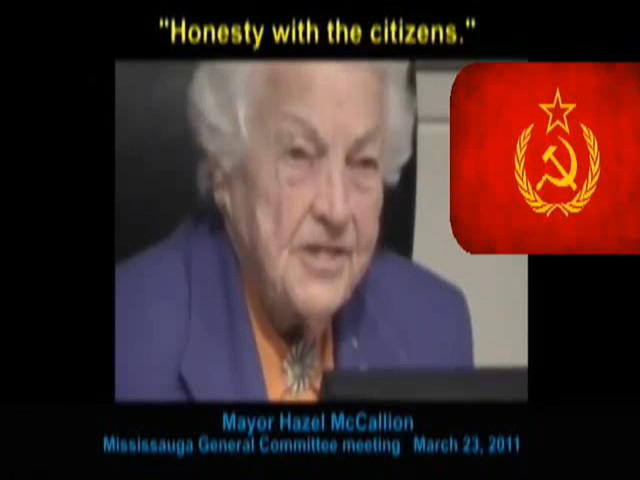 "Honesty with the citizens."
Mayor Hazel McCallion
Mississauga General Committee meeting March 23, 2011